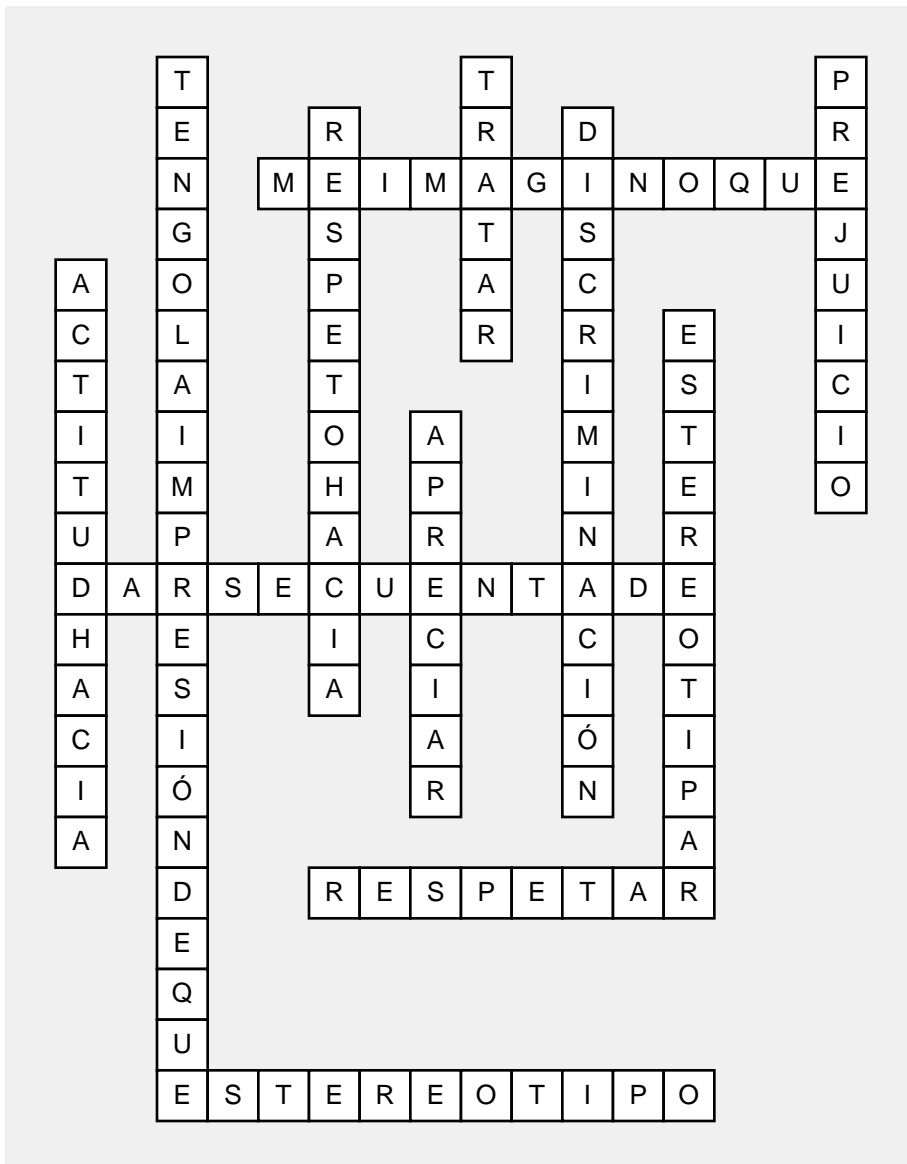 TENGOLAIMPRESIÓNDEQUE
TRATAR
PREJUICIO
RESPETOHACIA
DISCRIMINACIÓN
MEIMAGINOQUE
ACTITUDHACIA
ESTEREOTIPAR
APRECIAR
DARSECUENTADE
RESPETAR
ESTEREOTIPO